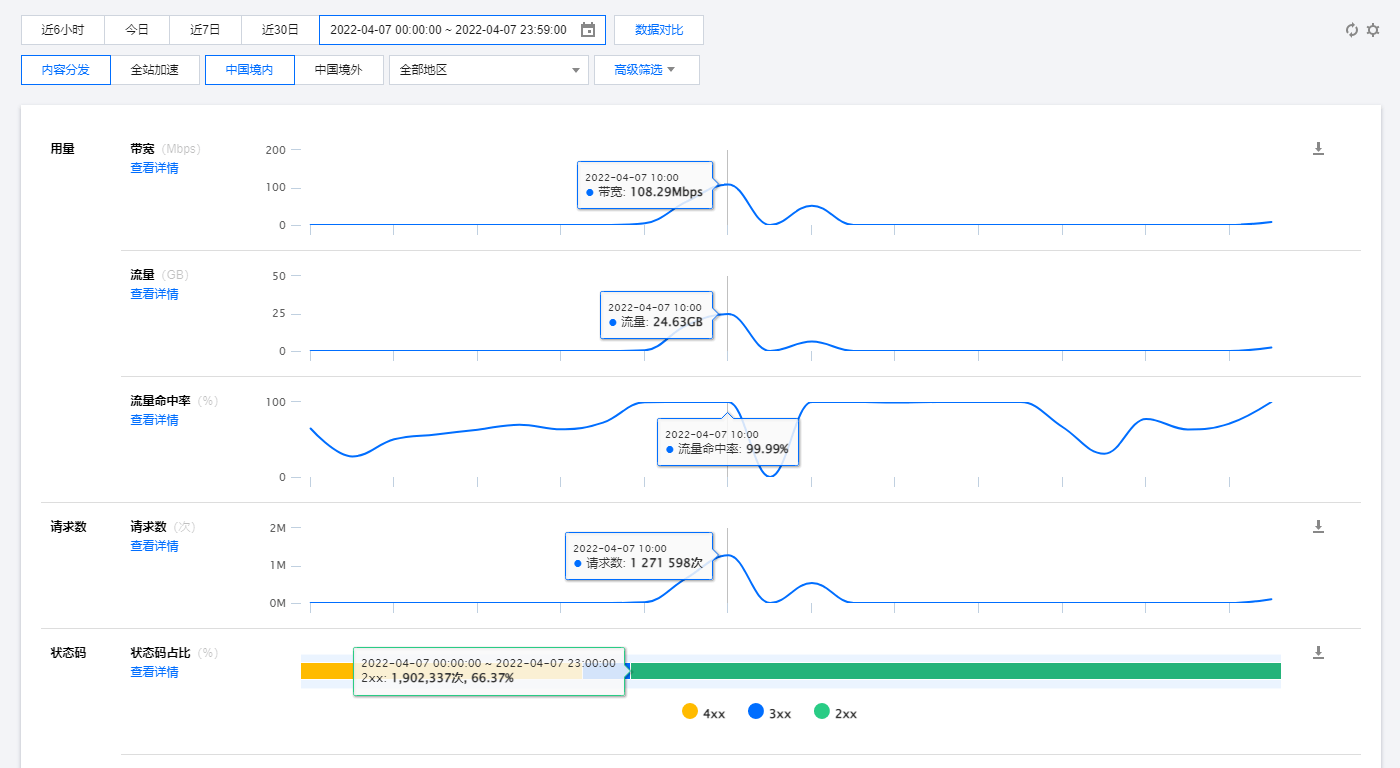 近6小时 今日 近7日 近30日 2022-04-07 00:00:00 ~ 2022-04-07 23:59:00 数据对比
内容分发 全站加速 中国境内 中国境外 全部地区 高级筛选
用量 带宽 (Mbps)
查看详情
200
100
0
2022-04-07 10:00
带宽: 108.29Mbps
流量 (GB)
查看详情
50
25
0
2022-04-07 10:00
流量: 24.63GB
流量命中率 (%)
查看详情
100
0
2022-04-07 10:00
流量命中率: 99.99%
请求数 请求数 (次)
查看详情
2M
1M
0M
2022-04-07 10:00
请求数: 1 271 598次
状态码 状态码占比 (%)
查看详情
2022-04-07 00:00:00 ~ 2022-04-07 23:00:00
2xx: 1,902,337次, 66.37%
4xx 3xx 2xx